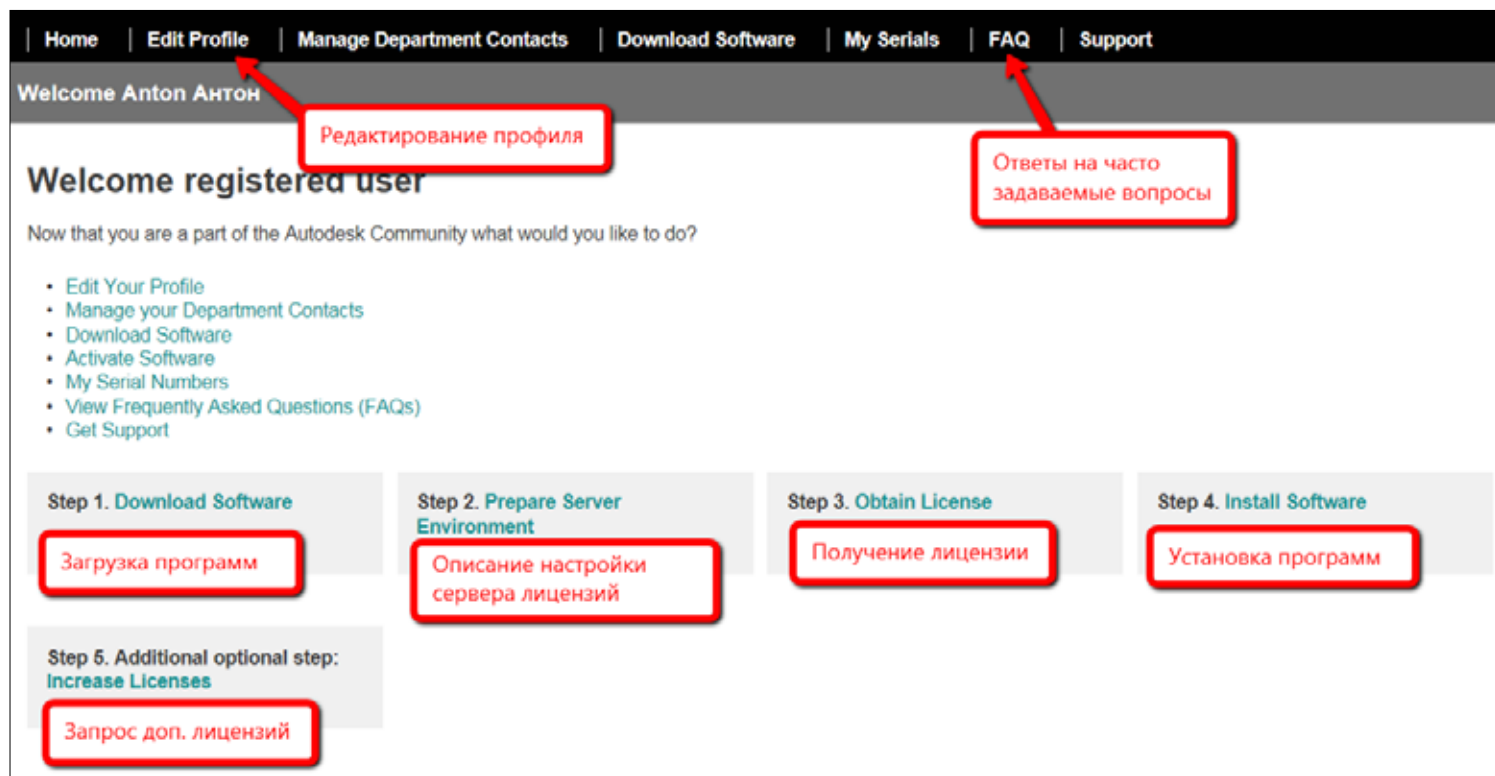 Home | Edit Profile | Manage Department Contacts | Download Software | My Serials | FAQ | Support
Welcome Anton Антон
Редактирование профиля
Ответы на часто
задаваемые вопросы
Welcome registered user
Now that you are a part of the Autodesk Community what would you like to do?
• Edit Your Profile
• Manage your Department Contacts
• Download Software
• Activate Software
• My Serial Numbers
• View Frequently Asked Questions (FAQs)
• Get Support
Step 1. Download Software
Загрузка программ
Step 2. Prepare Server
Environment
Описание настройки
сервера лицензий
Step 3. Obtain License
Получение лицензии
Step 4. Install Software
Установка программ
Step 5. Additional optional step:
Increase Licenses
Запрос доп. лицензий